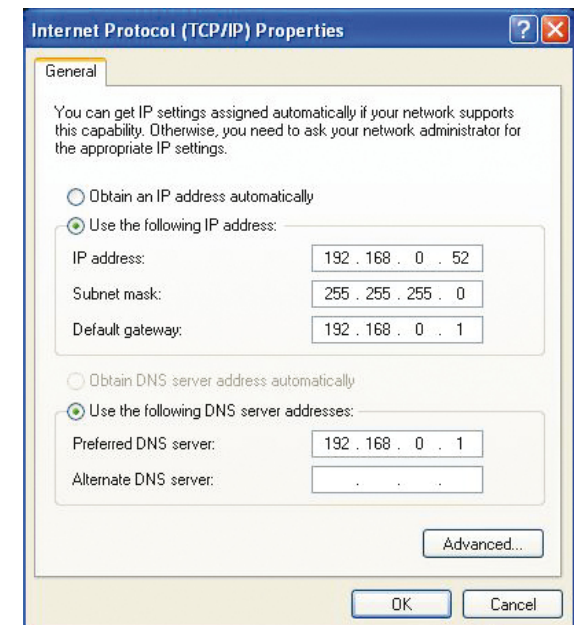 Internet Protocol (TCP/IP) Properties
General
You can get IP settings assigned automatically if your network supports
this capability. Otherwise, you need to ask your network administrator for
the appropriate IP settings.
Obtain an IP address automatically
Use the following IP address:
IP address: 192 . 168 . 0 . 52
Subnet mask: 255 . 255 . 255 . 0
Default gateway: 192 . 168 . 0 . 1
Obtain DNS server address automatically
Use the following DNS server addresses:
Preferred DNS server: 192 . 168 . 0 . 1
Alternate DNS server: . . .
Advanced...
OK Cancel